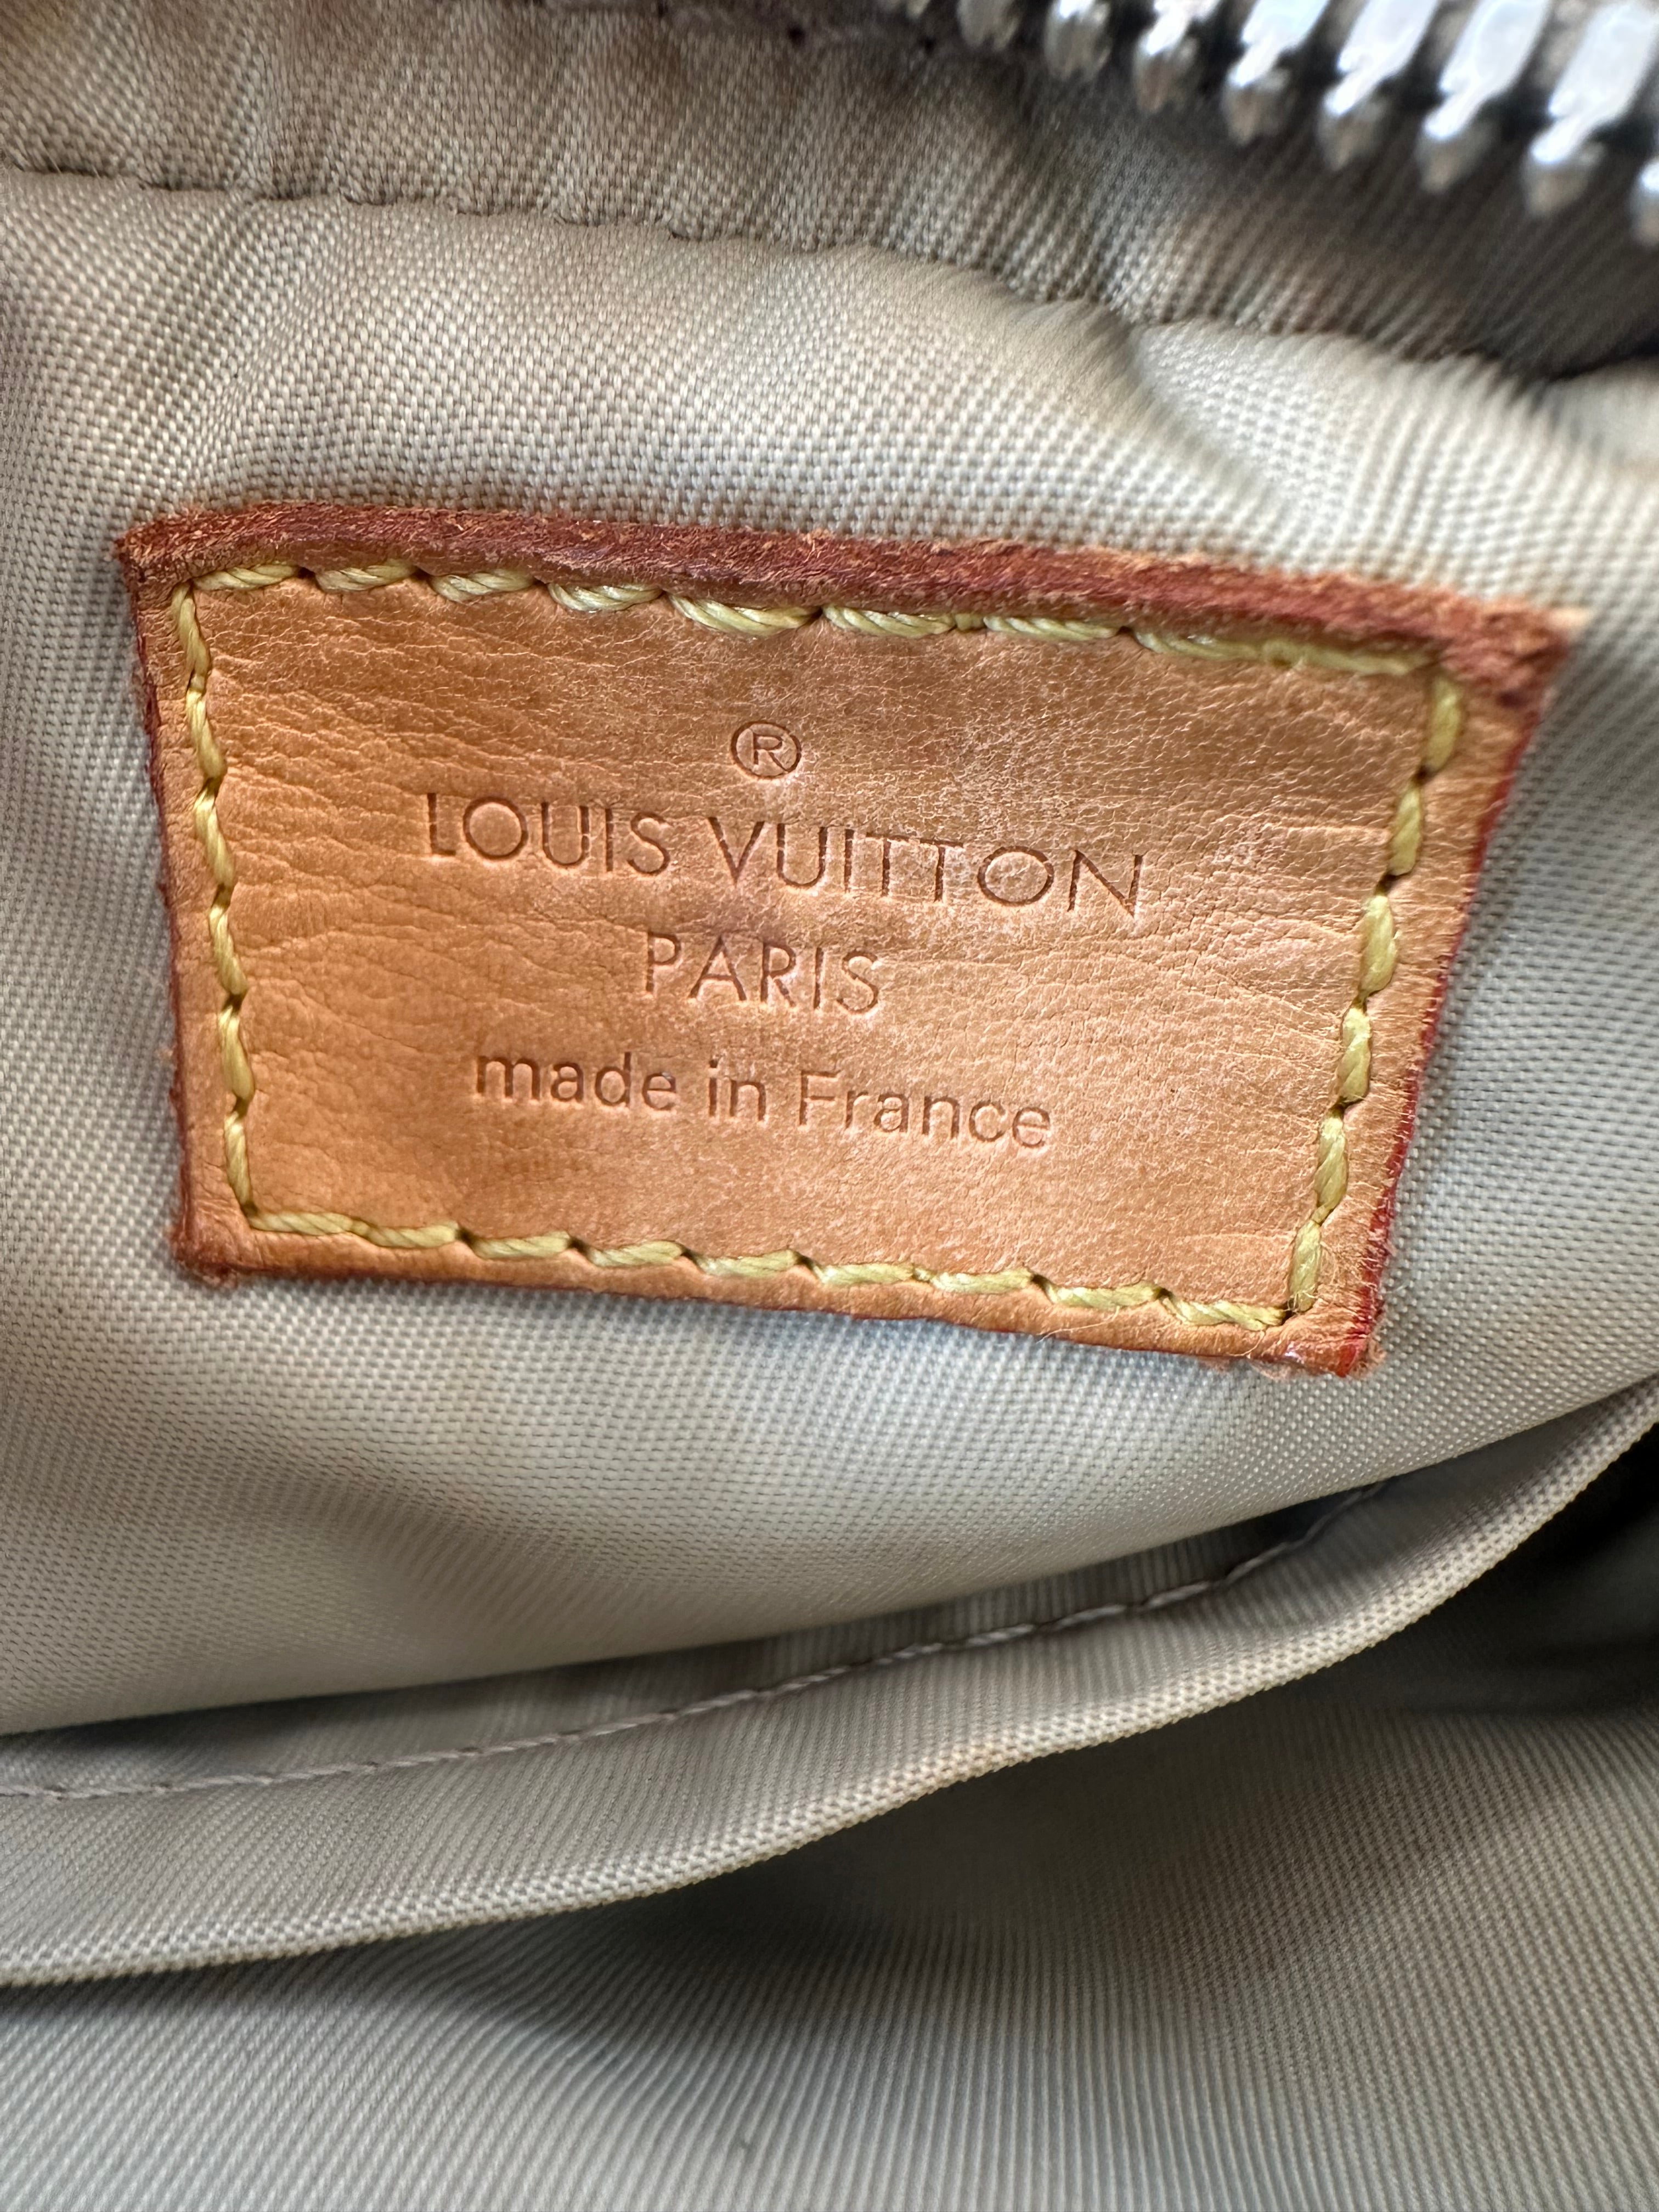 ®
LOUIS VUITTON
PARIS
made in France